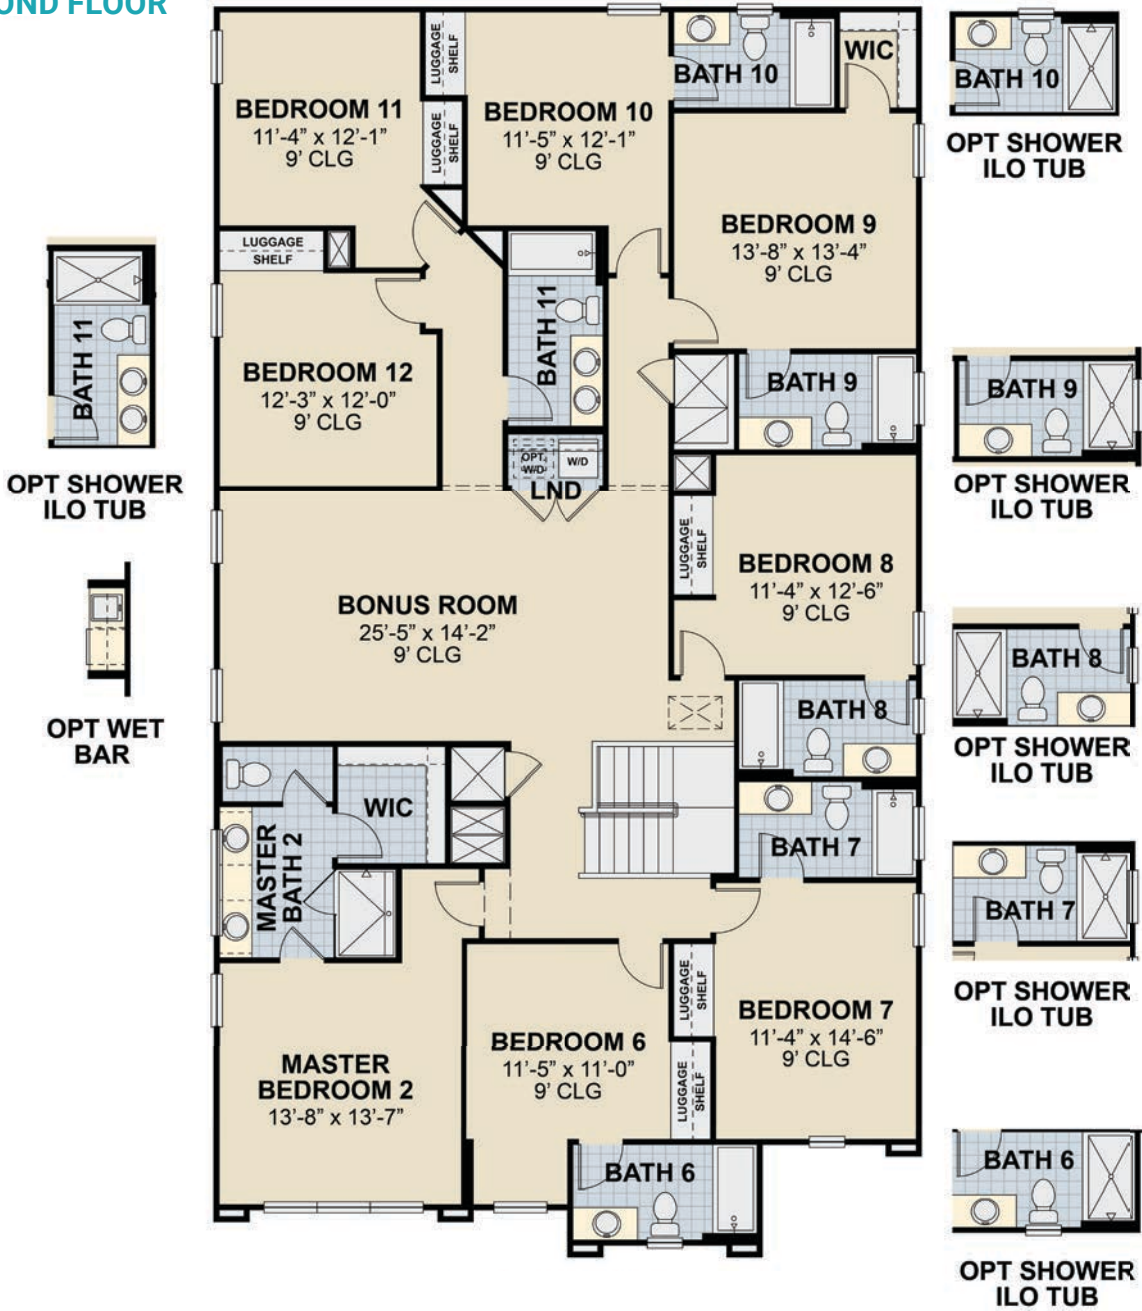 OND FLOOR
BEDROOM 11
11'-4" x 12'-1"
9' CLG
LUGGAGE
SHELF
LUGGAGE
SHELF
BEDROOM 10
11'-5" x 12'-1"
9' CLG
BATH 10
WIC
BATH 10
OPT SHOWER
ILO TUB
BEDROOM 9
13'-8" x 13'-4"
9' CLG
LUGGAGE
SHELF
BATH 11
OPT SHOWER
ILO TUB
BEDROOM 12
12'-3" x 12'-0"
9' CLG
BATH 11
BATH 9
BATH 9
OPT SHOWER
ILO TUB
OPT.
W/D
W/D
LND
LUGGAGE
SHELF
BEDROOM 8
11'-4" x 12'-6"
9' CLG
BONUS ROOM
25'-5" x 14'-2"
9' CLG
OPT WET
BAR
BATH 8
BATH 8
OPT SHOWER
ILO TUB
WIC
MASTER
BATH 2
BATH 7
BATH 7
OPT SHOWER
ILO TUB
LUGGAGE
SHELF
BEDROOM 7
11'-4" x 14'-6"
9' CLG
BEDROOM 6
11'-5" x 11'-0"
9' CLG
LUGGAGE
SHELF
MASTER
BEDROOM 2
13'-8" x 13'-7"
BATH 6
BATH 6
OPT SHOWER
ILO TUB